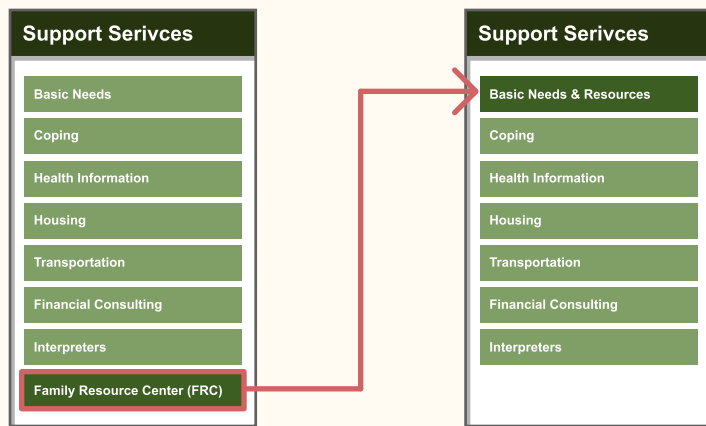 Support Serivces
Basic Needs
Coping
Health Information
Housing
Transportation
Financial Consulting
Interpreters
Family Resource Center (FRC)
Support Serivces
Basic Needs & Resources
Coping
Health Information
Housing
Transportation
Financial Consulting
Interpreters